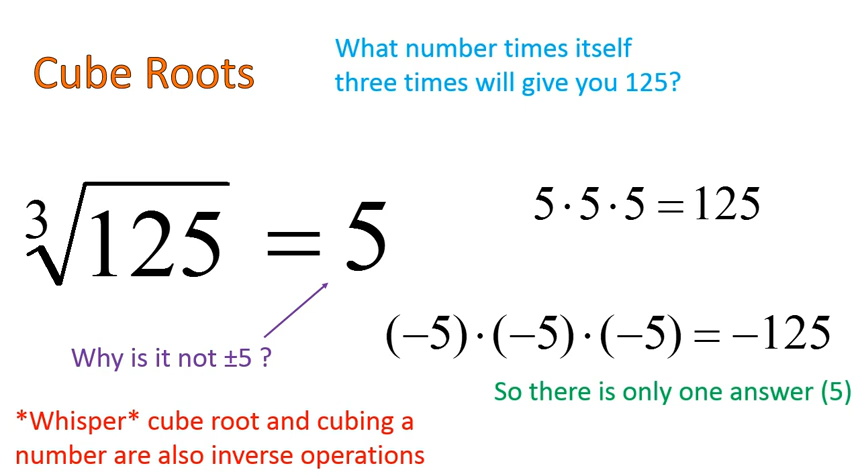 Cube Roots
What number times itself
three times will give you 125?
∛125 = 5
5 · 5 · 5 = 125
Why is it not ±5 ?
(−5) · (−5) · (−5) = −125
So there is only one answer (5)
*Whisper* cube root and cubing a
number are also inverse operations